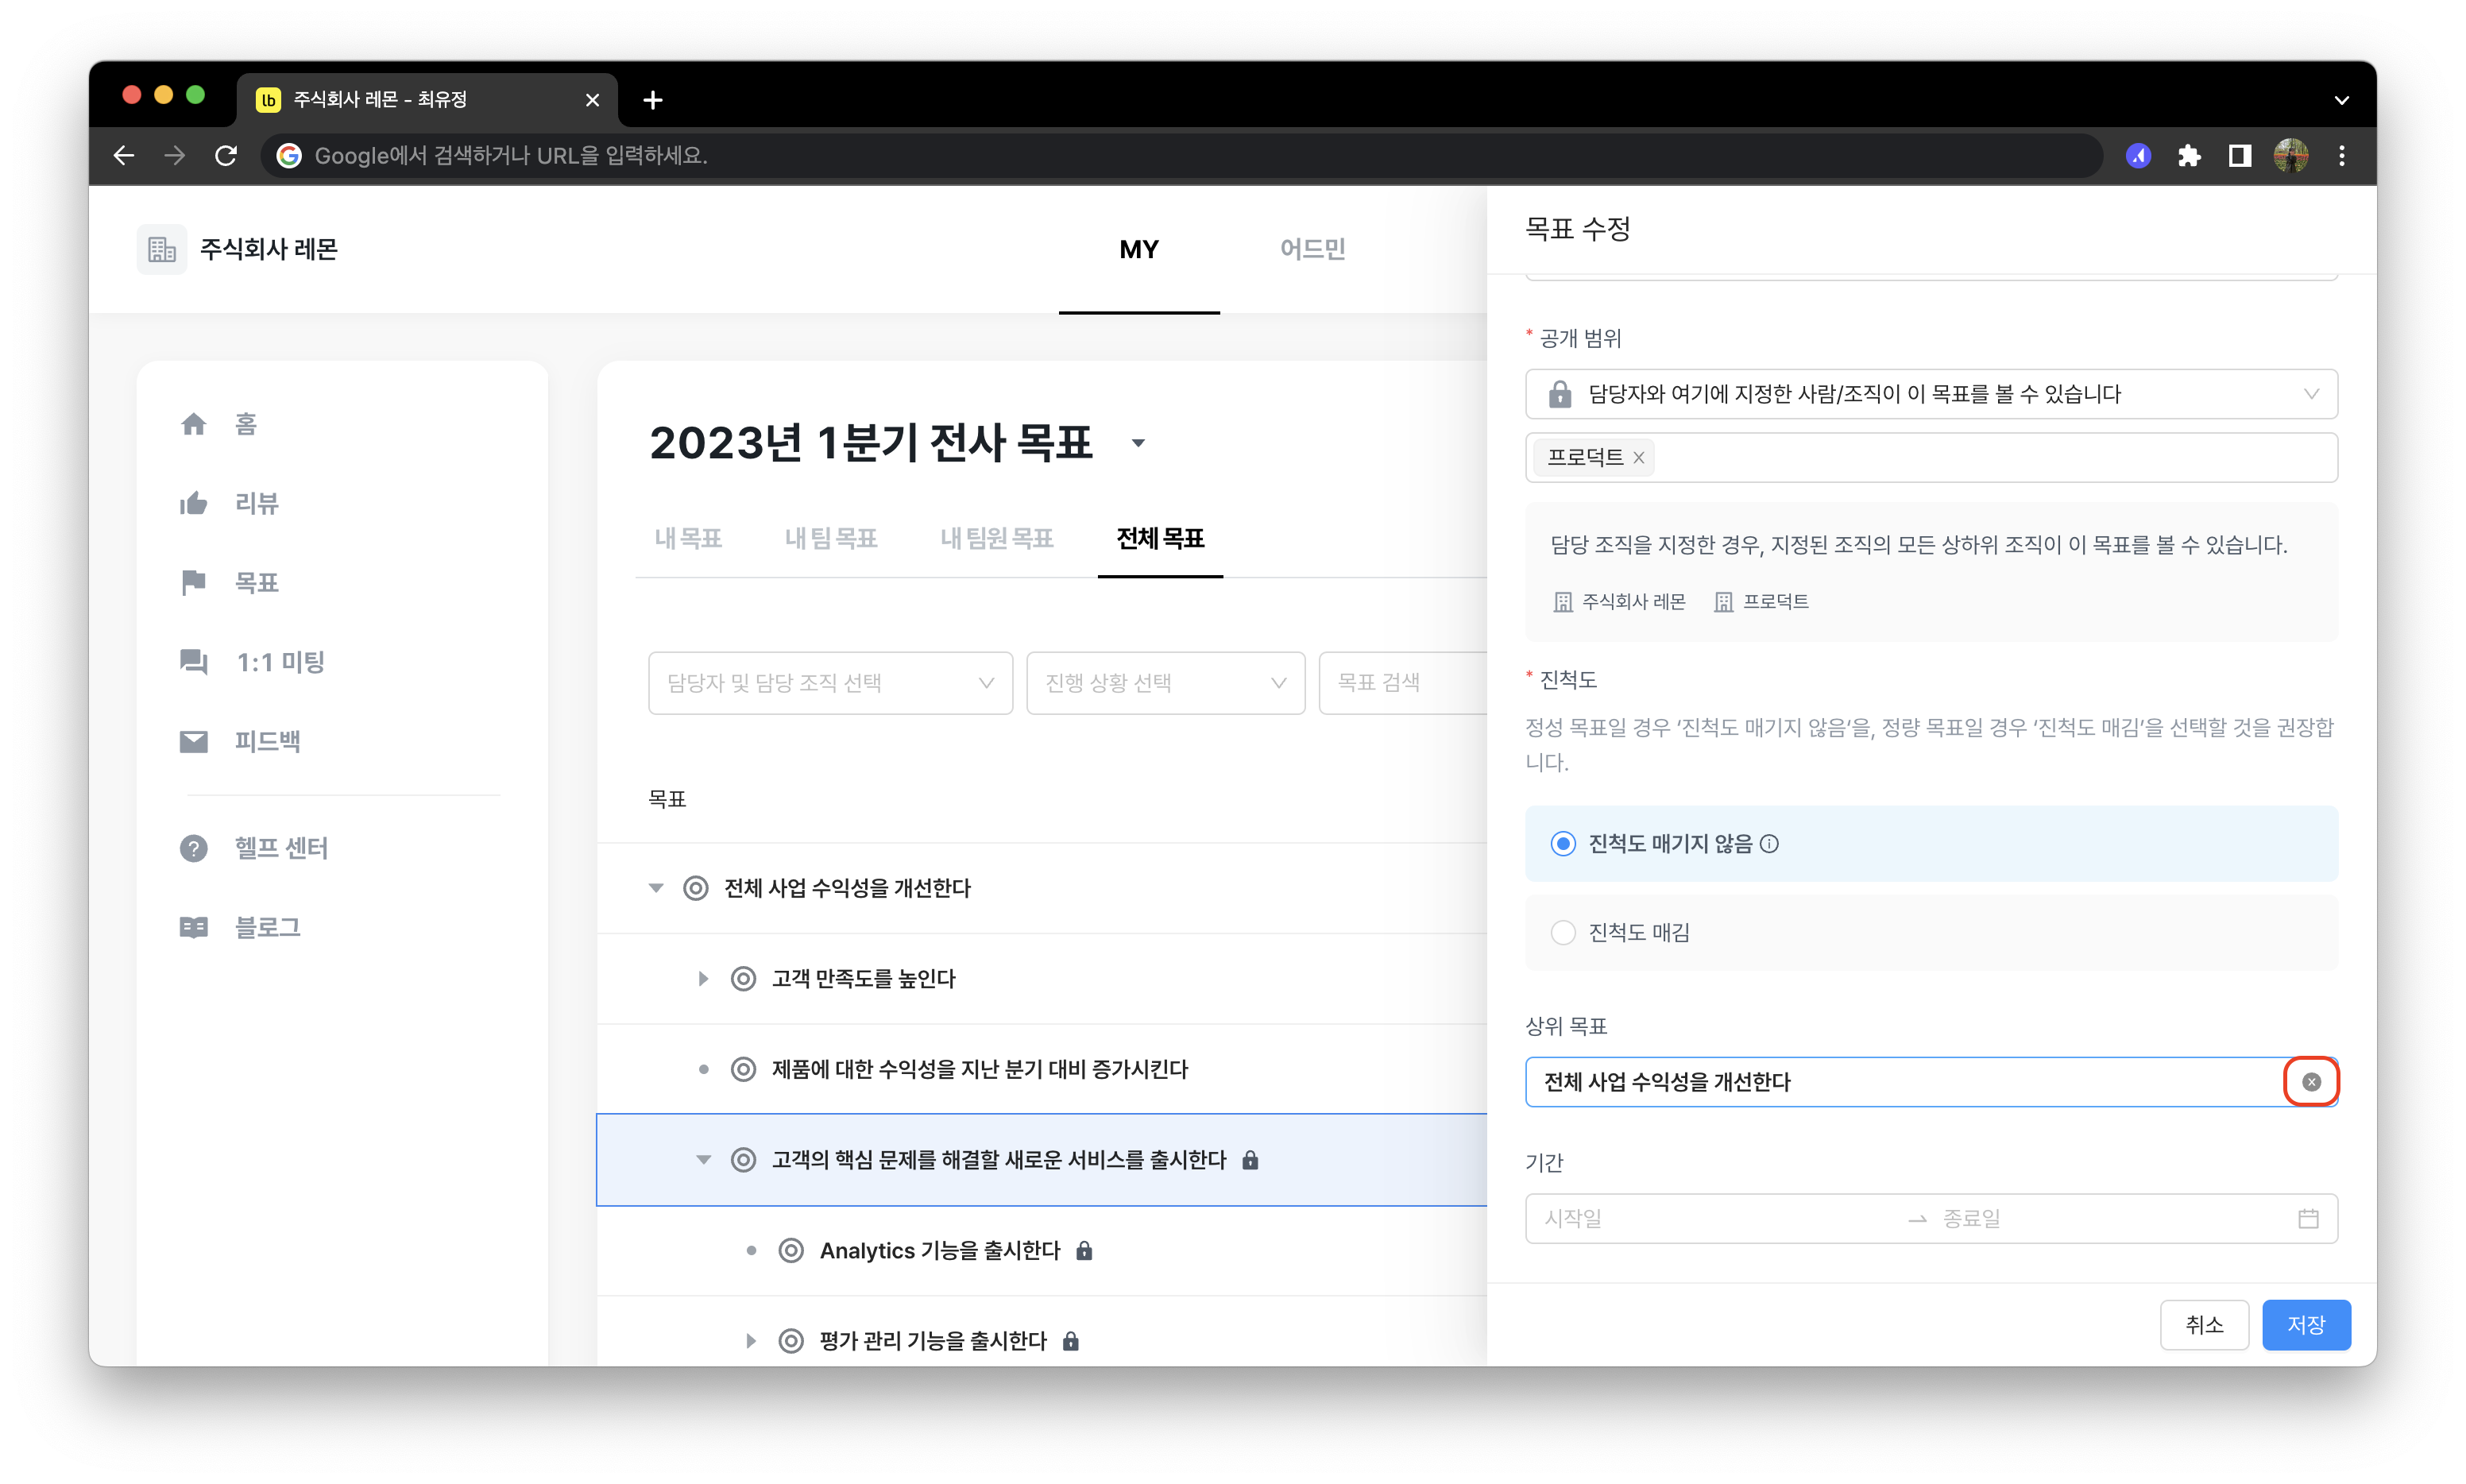 lb 주식회사 레몬 - 최유정
Google에서 검색하거나 URL을 입력하세요.
주식회사 레몬
MY
어드민
홈
리뷰
목표
1:1 미팅
피드백
헬프 센터
블로그
2023년 1분기 전사 목표
내 목표
내 팀 목표
내 팀원 목표
전체 목표
담당자 및 담당 조직 선택
진행 상황 선택
목표 검색
목표
전체 사업 수익성을 개선한다
고객 만족도를 높인다
제품에 대한 수익성을 지난 분기 대비 증가시킨다
고객의 핵심 문제를 해결할 새로운 서비스를 출시한다
Analytics 기능을 출시한다
평가 관리 기능을 출시한다
목표 수정
* 공개 범위
담당자와 여기에 지정한 사람/조직이 이 목표를 볼 수 있습니다
프로덕트
담당 조직을 지정한 경우, 지정된 조직의 모든 상하위 조직이 이 목표를 볼 수 있습니다.
주식회사 레몬
프로덕트
* 진척도
정성 목표일 경우 ‘진척도 매기지 않음‘을, 정량 목표일 경우 ‘진척도 매김’을 선택할 것을 권장합
니다.
진척도 매기지 않음
진척도 매김
상위 목표
전체 사업 수익성을 개선한다
기간
시작일
종료일
취소
저장